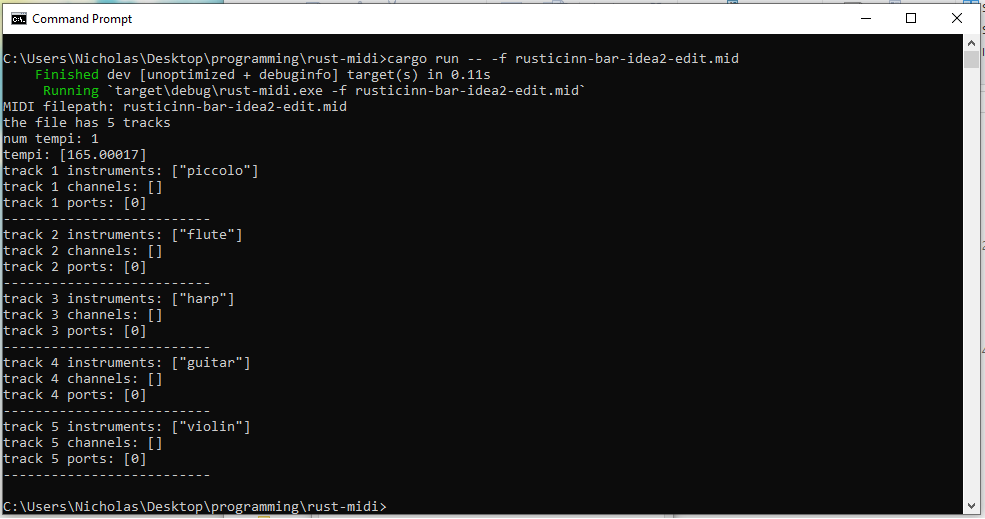 Command Prompt
C:\Users\Nicholas\Desktop\programming\rust-midi>cargo run -- -f rusticinn-bar-idea2-edit.mid
    Finished dev [unoptimized + debuginfo] target(s) in 0.11s
     Running `target\debug\rust-midi.exe -f rusticinn-bar-idea2-edit.mid`
MIDI filepath: rusticinn-bar-idea2-edit.mid
the file has 5 tracks
num tempi: 1
tempi: [165.00017]
track 1 instruments: ["piccolo"]
track 1 channels: []
track 1 ports: [0]
--------------------------
track 2 instruments: ["flute"]
track 2 channels: []
track 2 ports: [0]
--------------------------
track 3 instruments: ["harp"]
track 3 channels: []
track 3 ports: [0]
--------------------------
track 4 instruments: ["guitar"]
track 4 channels: []
track 4 ports: [0]
--------------------------
track 5 instruments: ["violin"]
track 5 channels: []
track 5 ports: [0]
--------------------------
C:\Users\Nicholas\Desktop\programming\rust-midi>